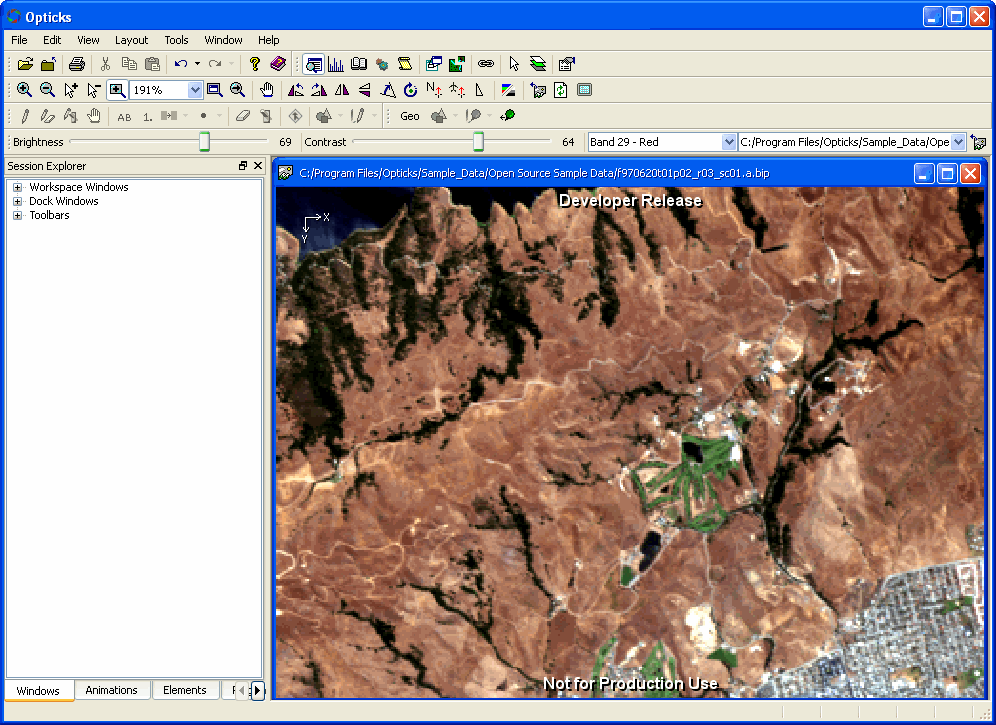 Opticks
File Edit View Layout Tools Window Help
191%
N
AB 1. Geo
Brightness 69 Contrast 64 Band 29 - Red C:/Program Files/Opticks/Sample_Data/Ope
Session Explorer
C:/Program Files/Opticks/Sample_Data/Open Source Sample Data/f970620t01p02_r03_sc01.a.bip
Workspace Windows
Dock Windows
Toolbars
Developer Release
X
Y
Not for Production Use
Windows Animations Elements